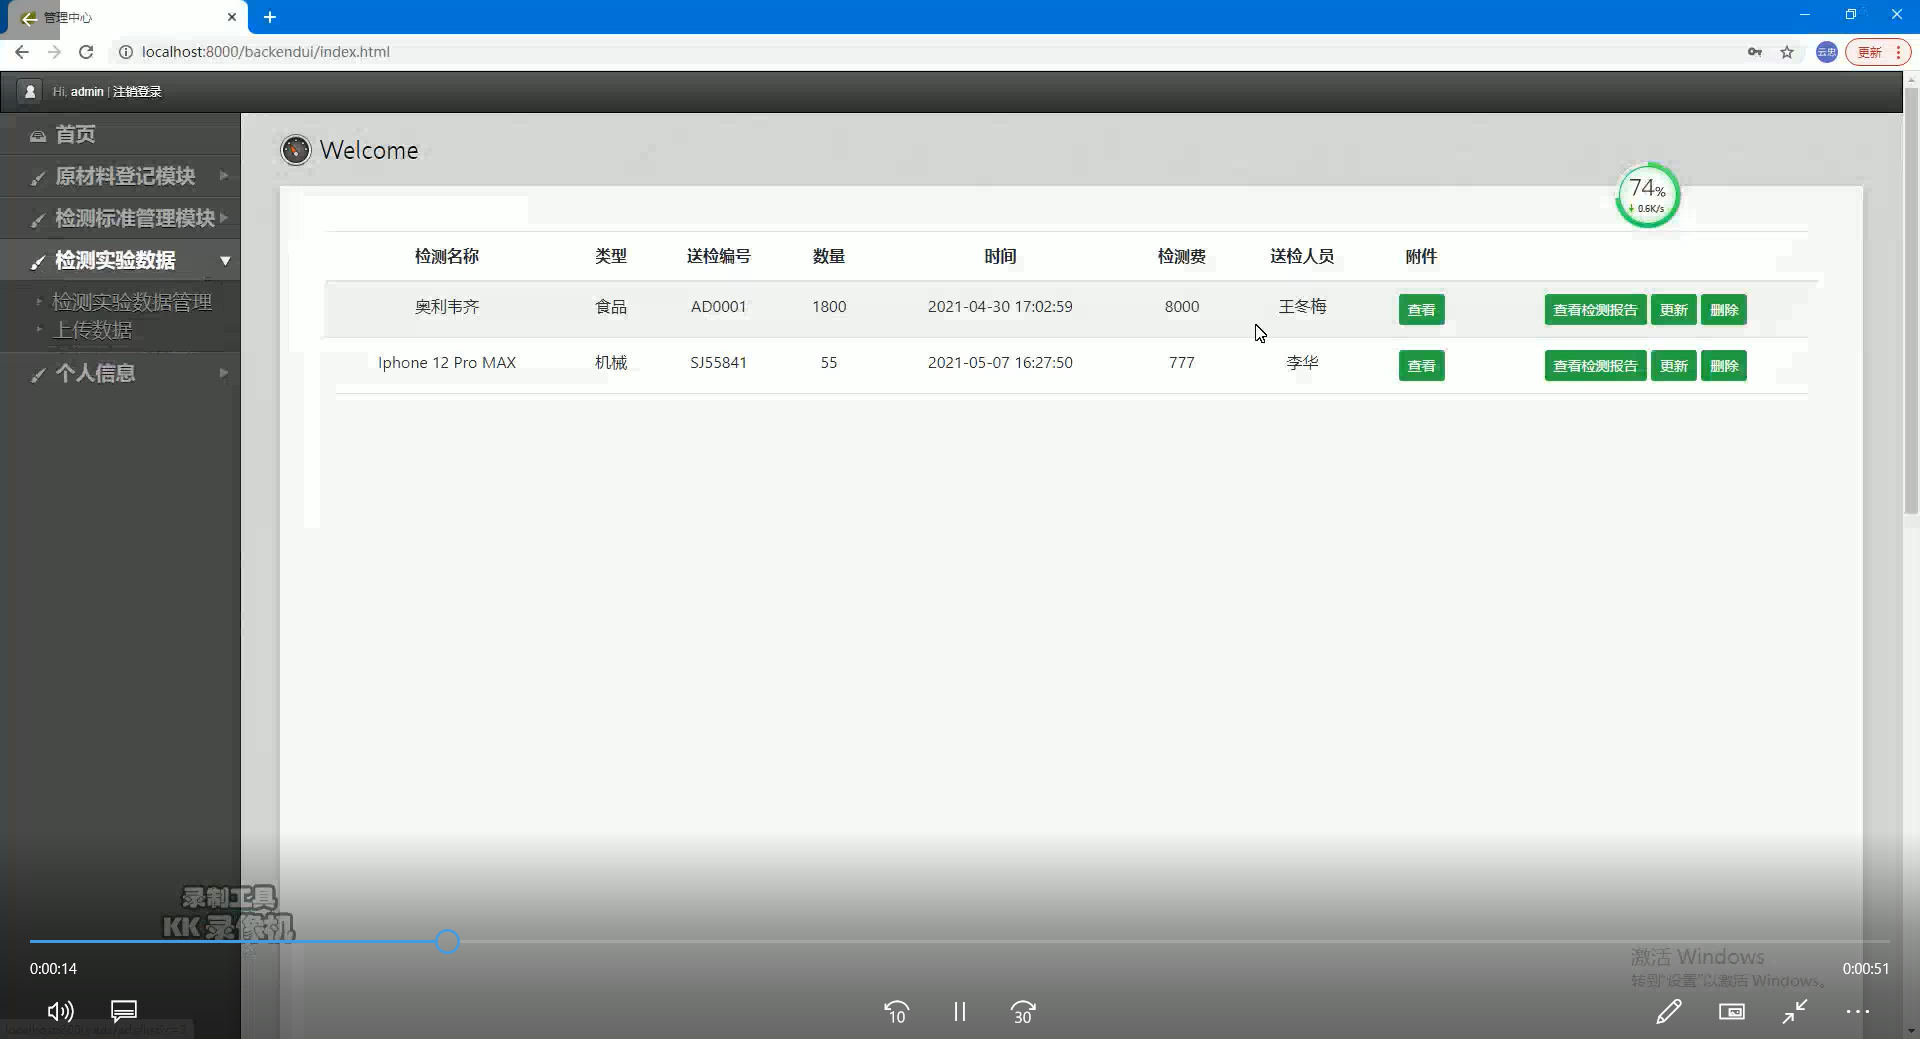 管理中心
localhost:8000/backendui/index.html
云忠
更新
Hi, admin | 注销登录
首页
原材料登记模块
检测标准管理模块
检测实验数据
检测实验数据管理
上传数据
个人信息
Welcome
74%
0.6K/s
检测名称 类型 送检编号 数量 时间 检测费 送检人员 附件
奥利韦齐 食品 AD0001 1800 2021-04-30 17:02:59 8000 王冬梅 查看 查看检测报告 更新 删除
Iphone 12 Pro MAX 机械 SJ55841 55 2021-05-07 16:27:50 777 李华 查看 查看检测报告 更新 删除
录制工具
KK 录像机
激活 Windows
转到"设置"以激活 Windows。
0:00:14
0:00:51
10
30